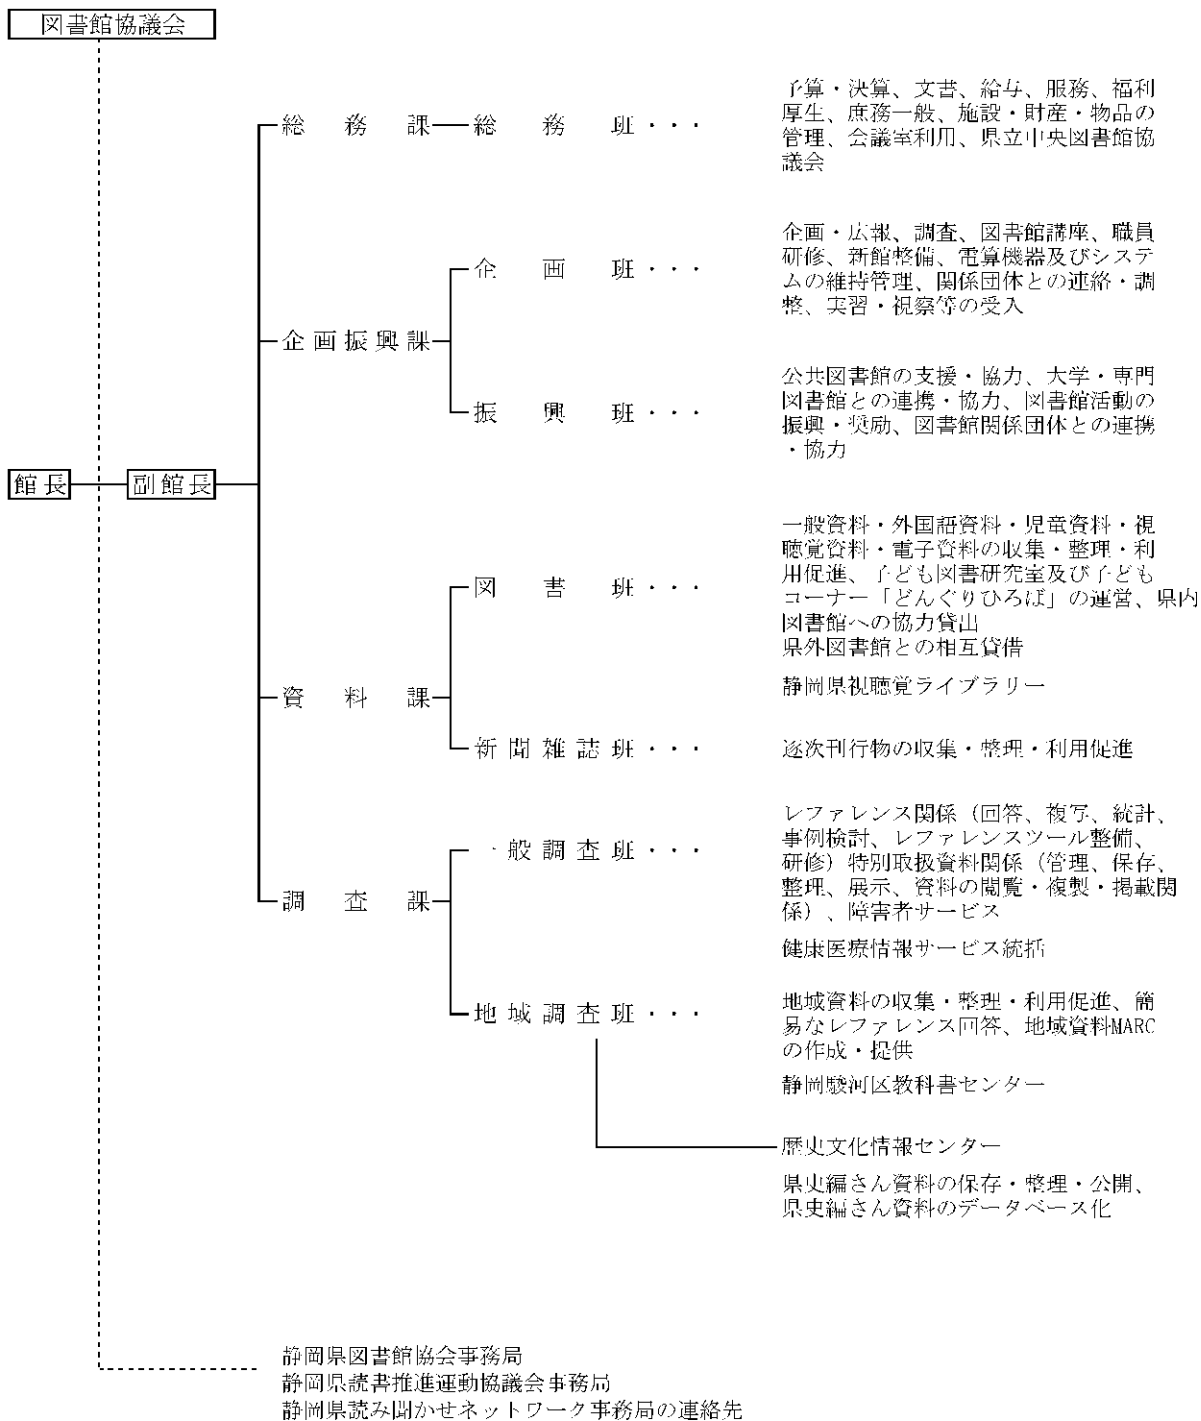 図書館協議会
総務課
総務班・・・
予算・決算、文書、給与、服務、福利
厚生、庶務一般、施設・財産・物品の
管理、会議室利用、県立中央図書館協
議会
企画振興課
企画班・・・
企画・広報、調査、図書館講座、職員
研修、新館整備、電算機器及びシステ
ムの維持管理、関係団体との連絡・調
整、実習・視察等の受入
振興班・・・
公共図書館の支援・協力、大学・専門
図書館との連携・協力、図書館活動の
振興・奨励、図書館関係団体との連携
・協力
館長
副館長
資料課
図書班・・・
一般資料・外国語資料・児童資料・視
聴覚資料・電子資料の収集・整理・利
用促進、子ども図書研究室及び子ども
コーナー「どんぐりひろば」の運営、県内
図書館への協力貸出
県外図書館との相互貸借
静岡県視聴覚ライブラリー
新聞雑誌班・・・
逐次刊行物の収集・整理・利用促進
調査課
一般調査班・・・
レファレンス関係（回答、複写、統計、
事例検討、レファレンスツール整備、
研修）特別取扱資料関係（管理、保存、
整理、展示、資料の閲覧・複製・掲載関
係）、障害者サービス
健康医療情報サービス統括
地域調査班・・・
地域資料の収集・整理・利用促進、簡
易なレファレンス回答、地域資料MARC
の作成・提供
静岡駿河区教科書センター
歴史文化情報センター
県史編さん資料の保存・整理・公開、
県史編さん資料のデータベース化
静岡県図書館協会事務局
静岡県読書推進運動協議会事務局
静岡県読み聞かせネットワーク事務局の連絡先